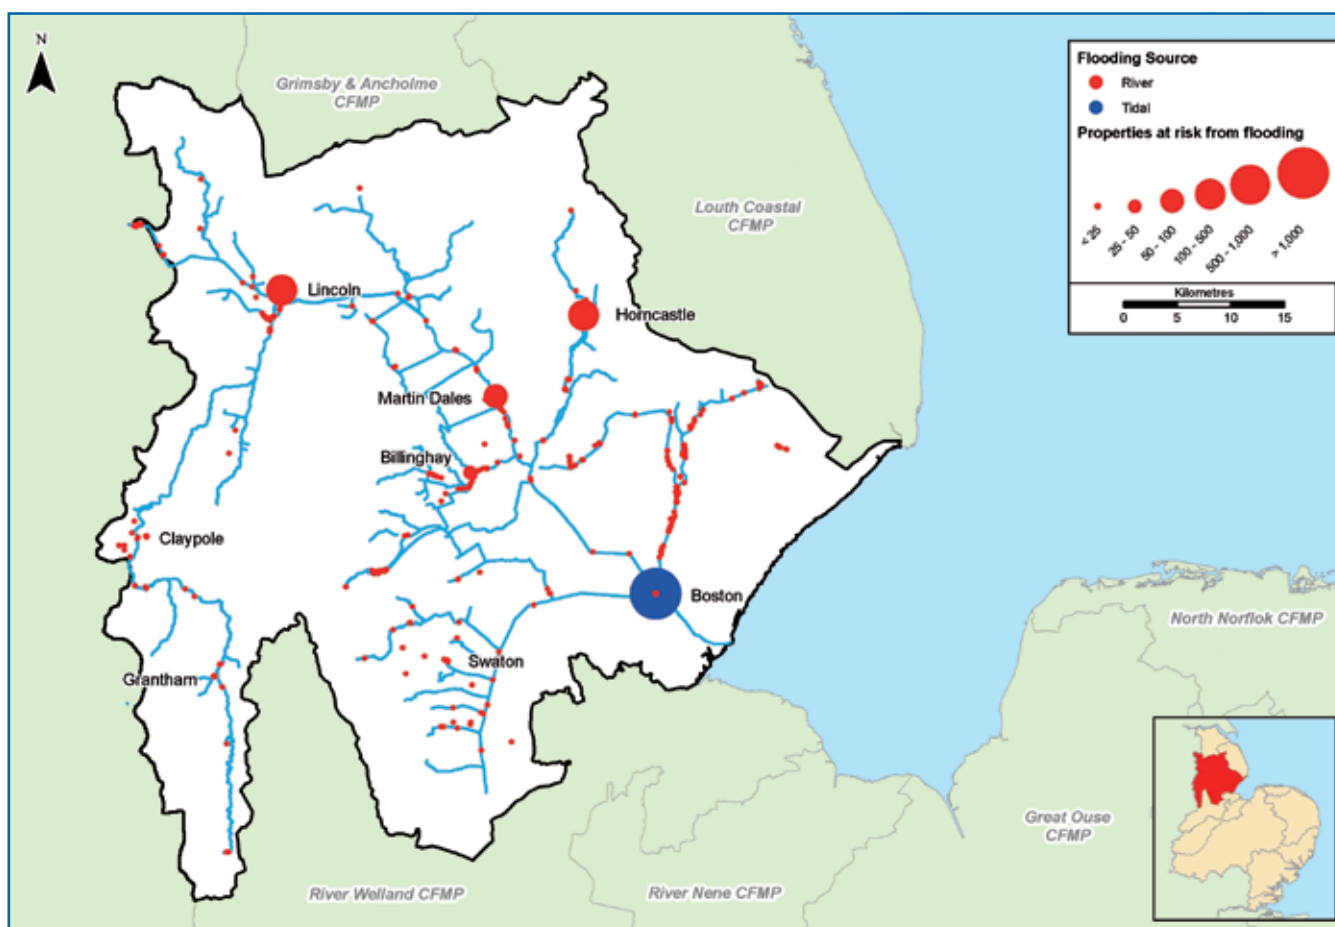 N
Grimsby & Ancholme
CFMP
Louth Coastal
CFMP
Flooding Source
River
Tidal
Properties at risk from flooding
< 25
25 - 50
50 - 100
100 - 500
500 - 1,000
> 1,000
Kilometres
0 5 10 15
Lincoln
Horncastle
Martin Dales
Billinghay
Claypole
Boston
North Norflok CFMP
Swaton
Grantham
Great Ouse
CFMP
River Welland CFMP
River Nene CFMP